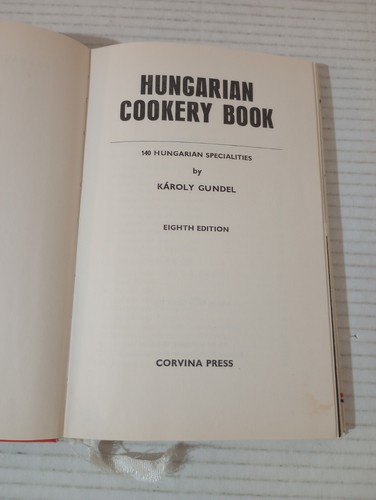 HUNGARIAN
COOKERY BOOK
140 HUNGARIAN SPECIALITIES
by
KÁROLY GUNDEL
EIGHTH EDITION
CORVINA PRESS